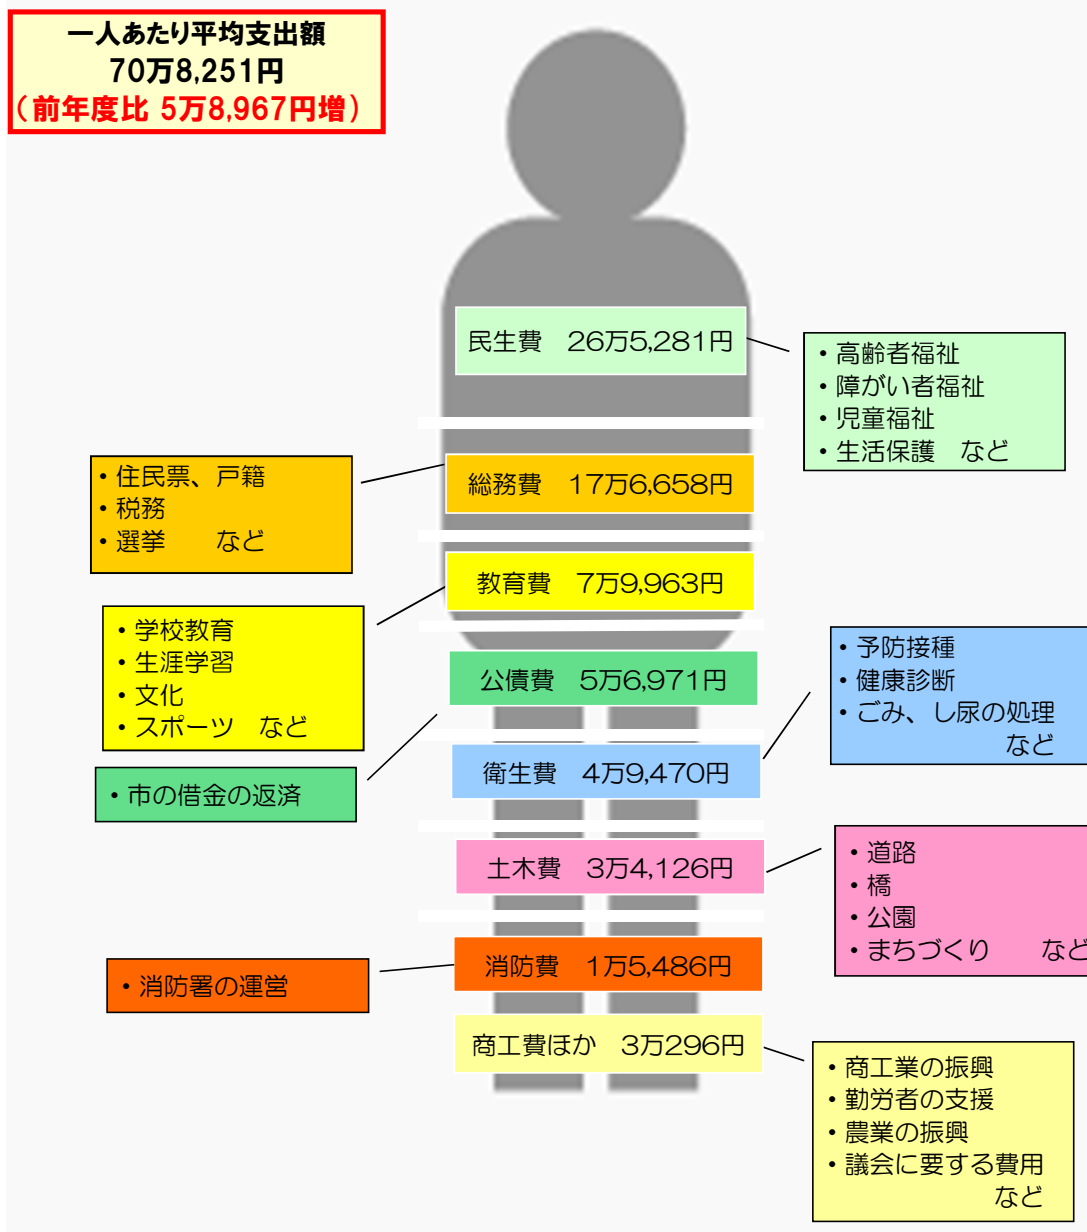 一人あたり平均支出額
70万8,251円
（前年度比 5万8,967円増）
民生費　26万5,281円
・高齢者福祉
・障がい者福祉
・児童福祉
・生活保護　など
総務費　17万6,658円
・住民票、戸籍
・税務
・選挙　　など
教育費　7万9,963円
・学校教育
・生涯学習
・文化
・スポーツ　など
公債費　5万6,971円
・市の借金の返済
衛生費　4万9,470円
・予防接種
・健康診断
・ごみ、し尿の処理
など
土木費　3万4,126円
・道路
・橋
・公園
・まちづくり　　など
消防費　1万5,486円
・消防署の運営
商工費ほか　3万296円
・商工業の振興
・勤労者の支援
・農業の振興
・議会に要する費用
など